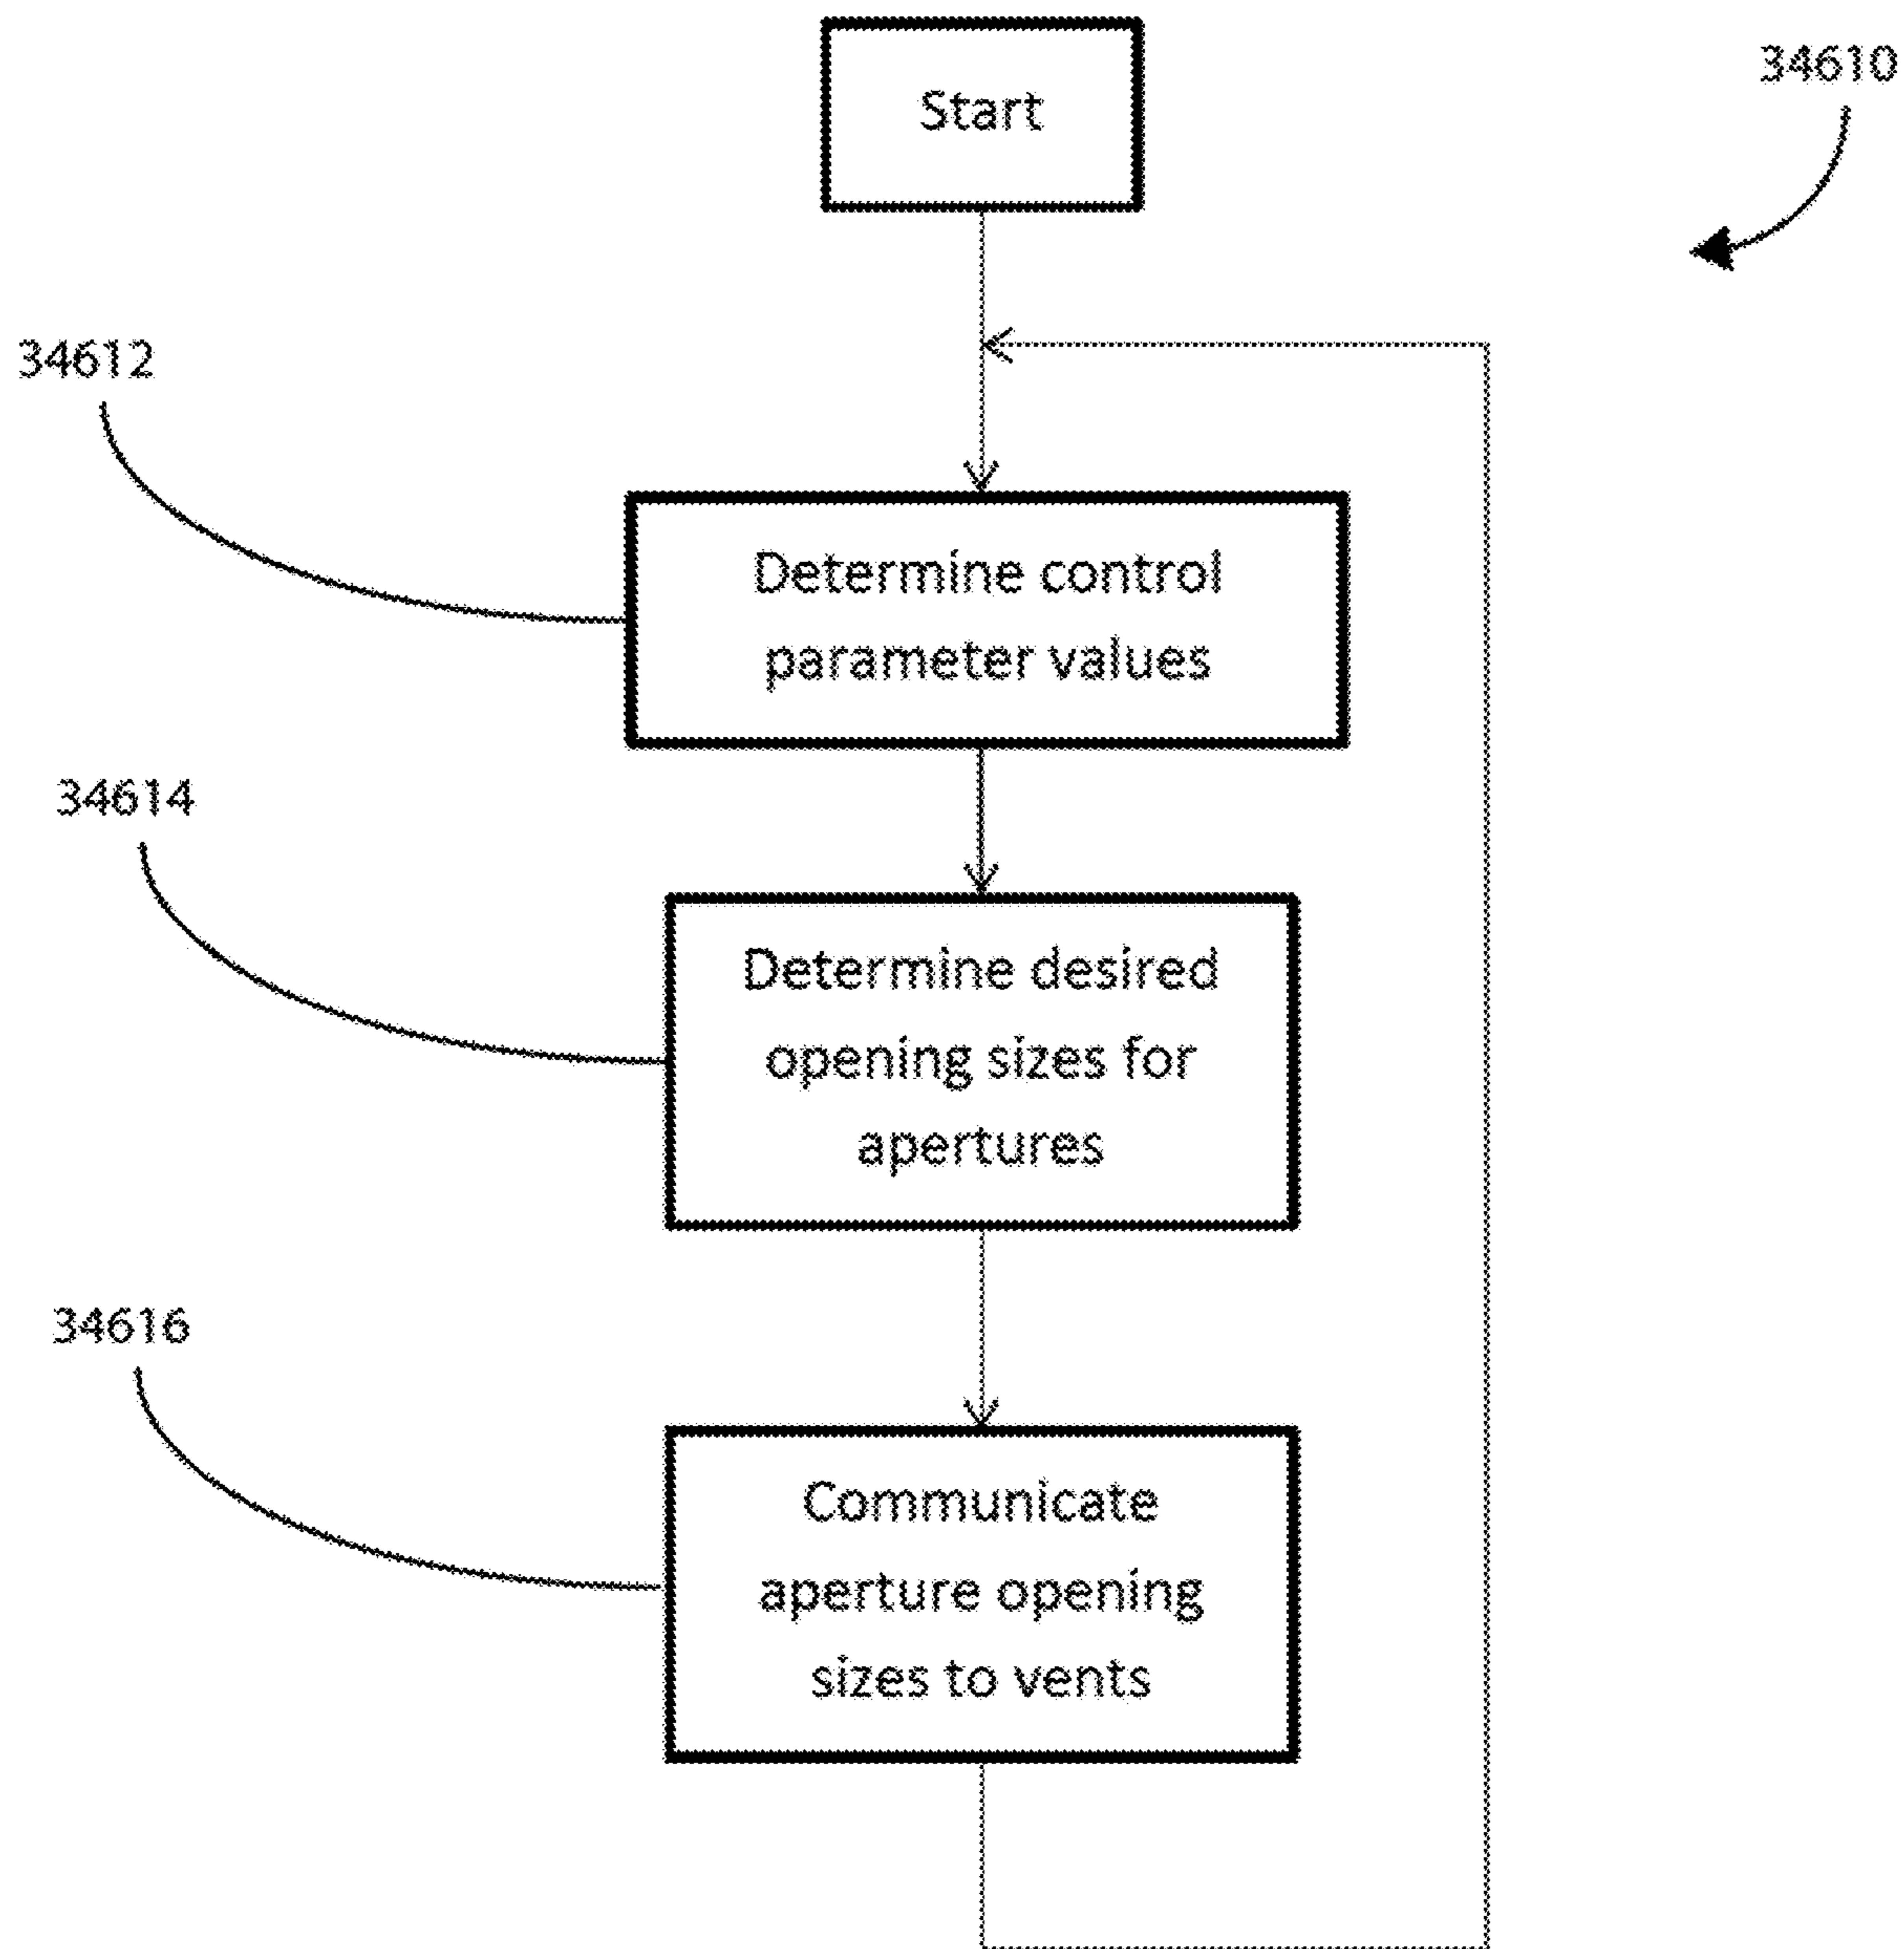 Start
34610
34612
Determine control
parameter values
34614
Determine desired
opening sizes for
apertures
34616
Communicate
aperture opening
sizes to vents